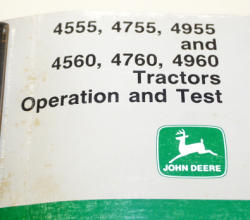 4555, 4755, 4955
and
4560, 4760, 4960
Tractors
Operation and Test
JOHN DEERE